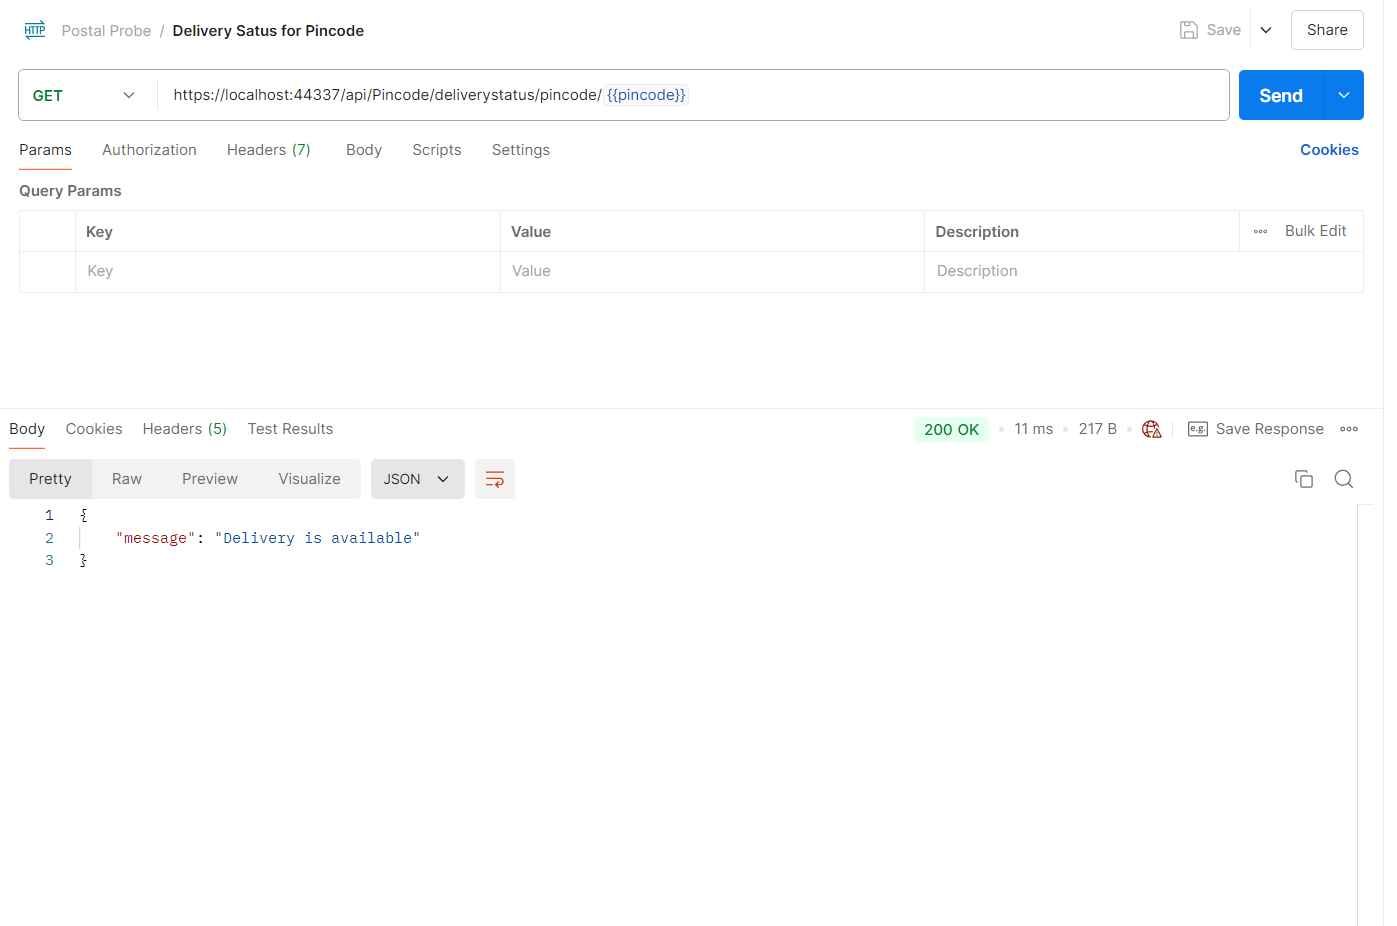 HTTP Postal Probe / Delivery Satus for Pincode Save Share
GET https://localhost:44337/api/Pincode/deliverystatus/pincode/ {{pincode}} Send
Params Authorization Headers (7) Body Scripts Settings Cookies
Query Params
Key Value Description Bulk Edit
Key Value Description
Body Cookies Headers (5) Test Results 200 OK 11 ms 217 B e.g. Save Response
Pretty Raw Preview Visualize JSON
1 {
2 "message": "Delivery is available"
3 }